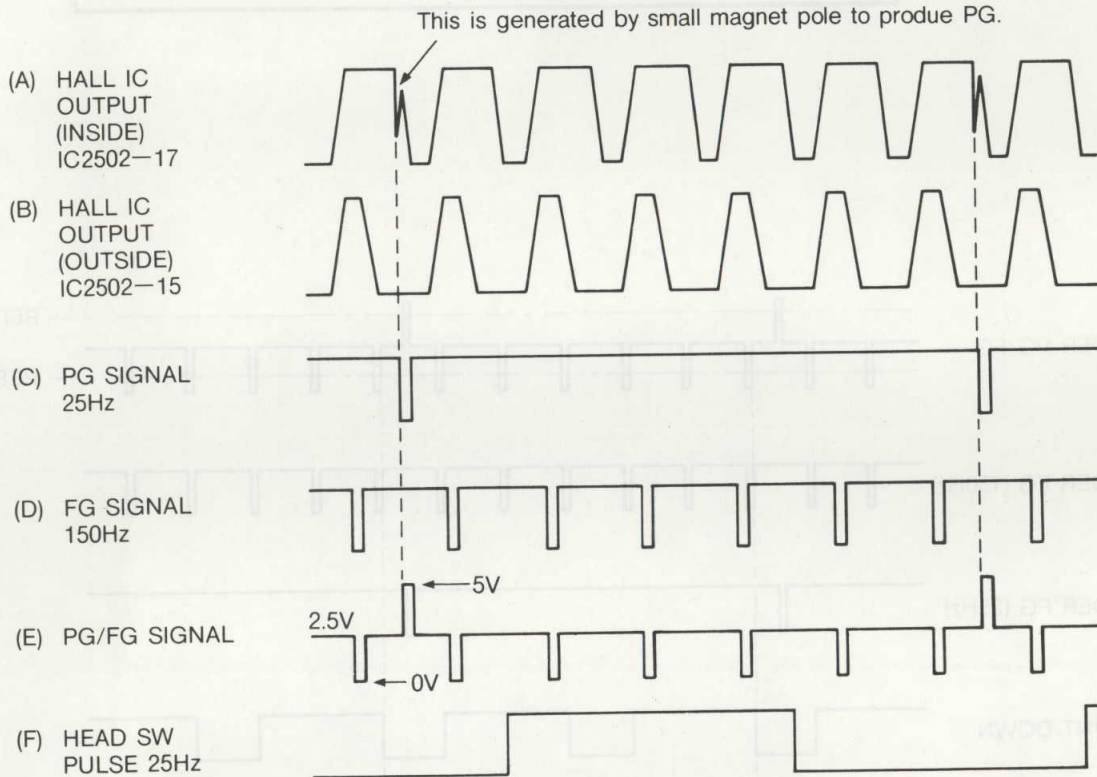 This is generated by small magnet pole to produe PG.
(A) HALL IC
OUTPUT
(INSIDE)
IC2502—17
(B) HALL IC
OUTPUT
(OUTSIDE)
IC2502—15
(C) PG SIGNAL
25Hz
(D) FG SIGNAL
150Hz
5V
2.5V
(E) PG/FG SIGNAL
0V
(F) HEAD SW
PULSE 25Hz